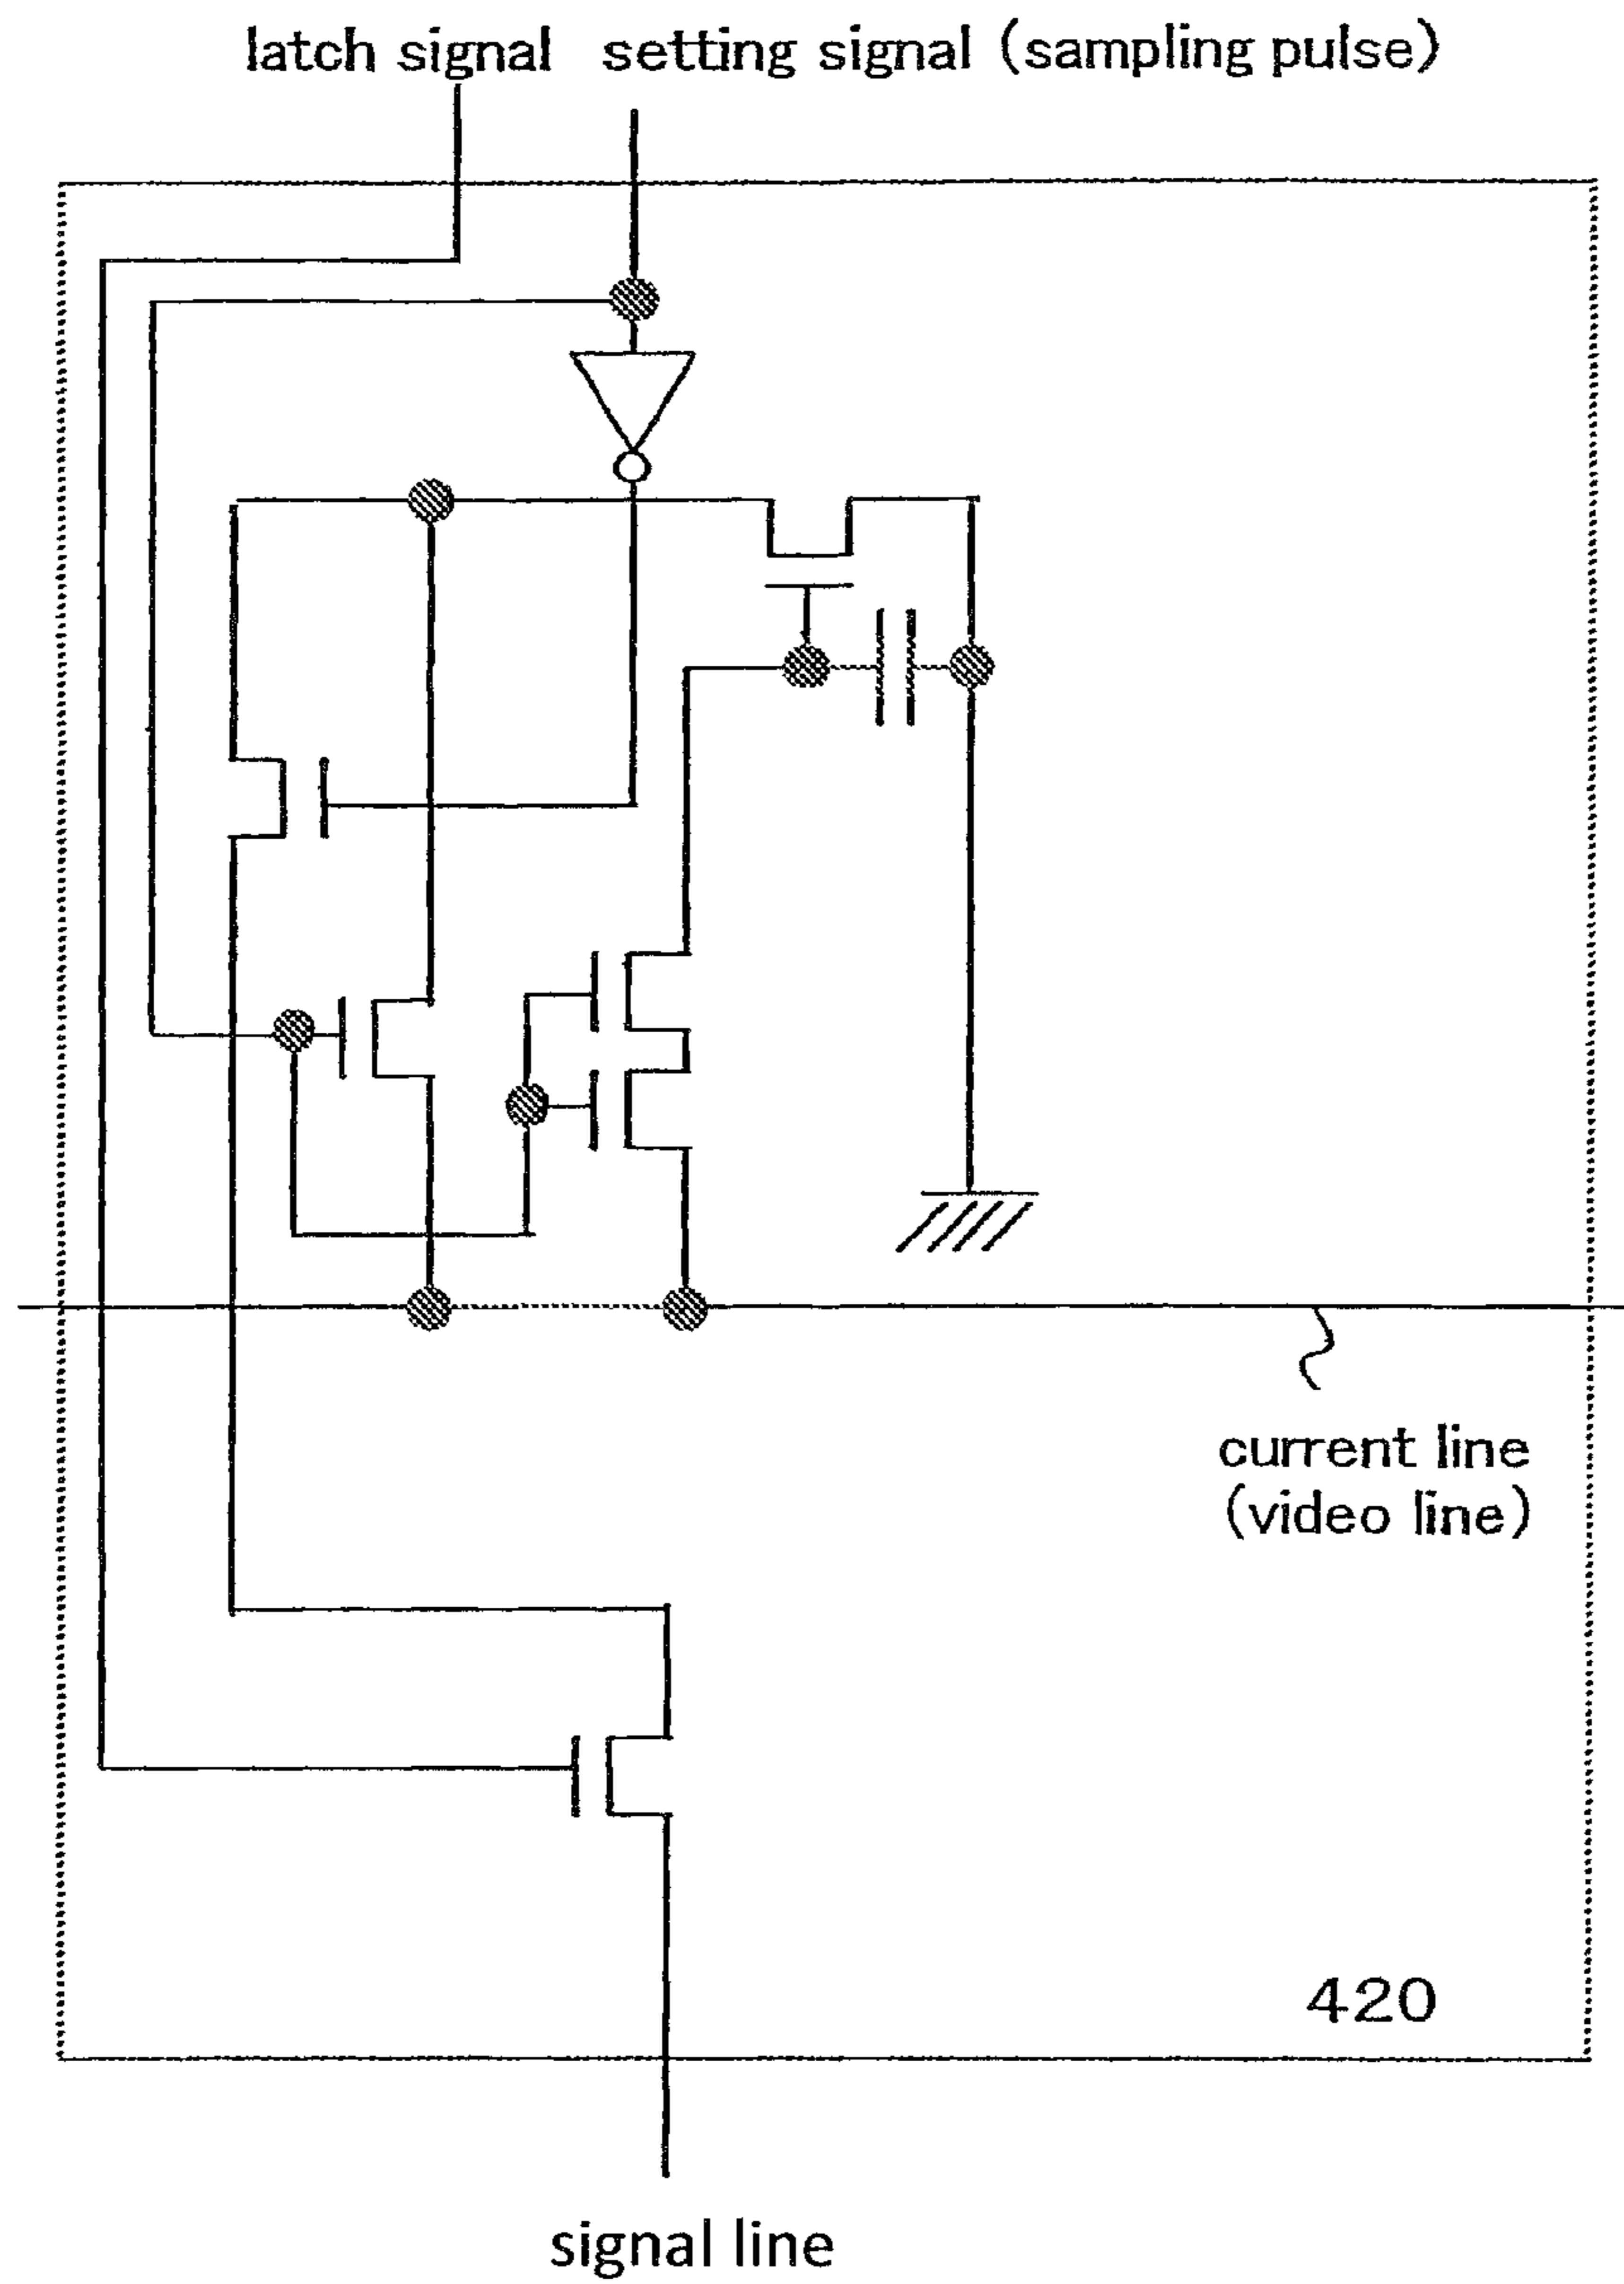 latch signal setting signal (sampling pulse)
current line
(video line)
420
signal line